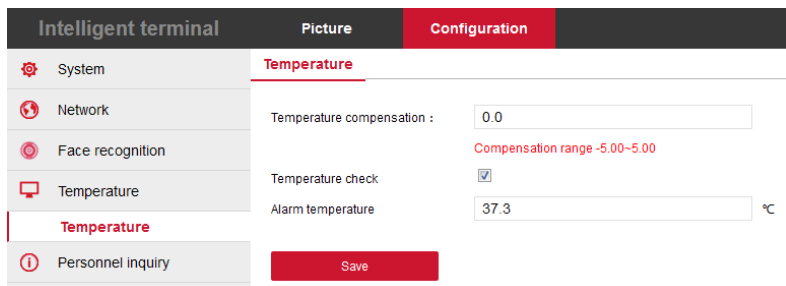 Intelligent terminal
Picture
Configuration
System
Network
Face recognition
Temperature
Temperature
Personnel inquiry
Temperature
Temperature compensation :
0.0
Compensation range -5.00~5.00
Temperature check
Alarm temperature
37.3
℃
Save